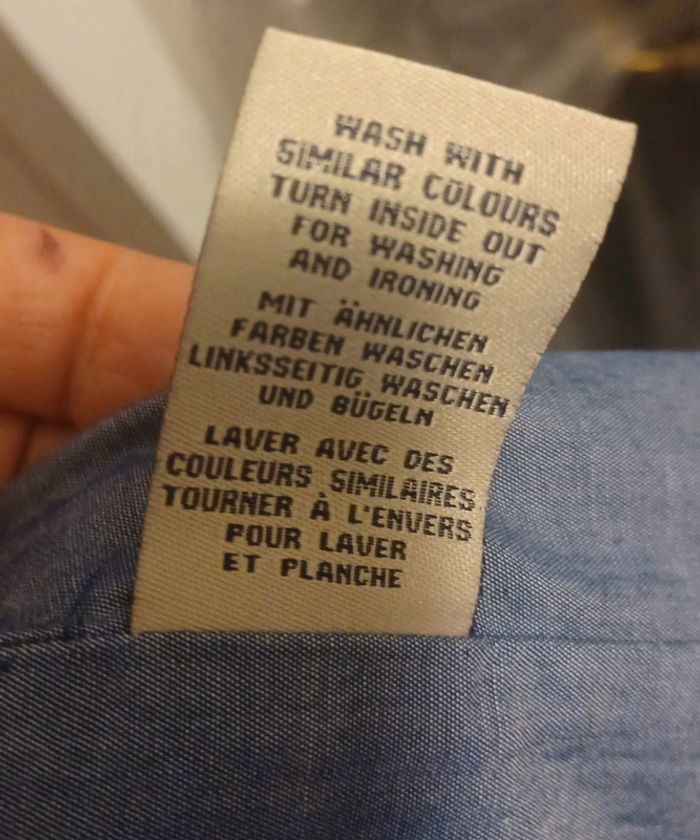 WASH WITH
SIMILAR COLOURS
TURN INSIDE OUT
FOR WASHING
AND IRONING
MIT ÄHNLICHEN
FARBEN WASCHEN
LINKSSEITIG WASCHEN
UND BÜGELN
LAVER AVEC DES
COULEURS SIMILAIRES
TOURNER À L'ENVERS
POUR LAVER
ET PLANCHE